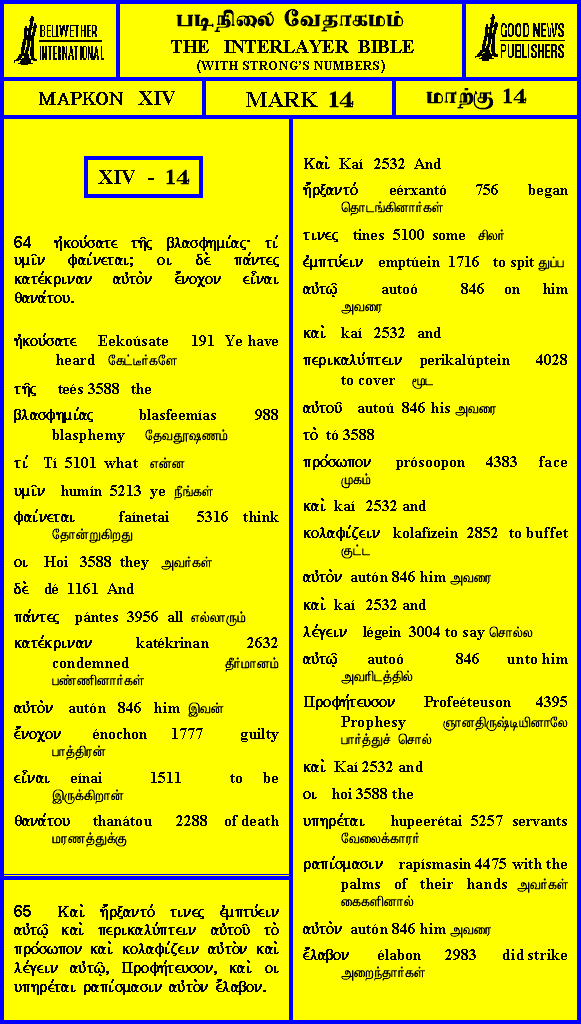 BELLWETHER
INTERNATIONAL
படிநிலை வேதாகமம்
THE INTERLAYER BIBLE
(WITH STRONG'S NUMBERS)
GOOD NEWS
PUBLISHERS
ΜΑΡΚΟΝ XIV
MARK 14
மாற்கு 14
XIV - 14
64 ἠκούσατε τῆς βλασφημίας· τί
υμῖν φαίνεται; οι δὲ πάντες
κατέκριναν αὐτὸν ἔνοχον εἶναι
θανάτου.
ἠκούσατε Eekoúsate 191 Ye have
heard கேட்டீர்களே
τῆς teés 3588 the
βλασφημίας blasfeemías 988
blasphemy தேவதூஷணம்
τί Tí 5101 what என்ன
υμῖν humín 5213 ye நீங்கள்
φαίνεται faínetai 5316 think
தோன்றுகிறது
οι Hoi 3588 they அவர்கள்
δὲ dé 1161 And
πάντες pántes 3956 all எல்லாரும்
κατέκριναν katékrinan 2632
condemned தீர்மானம்
பண்ணினார்கள்
αὐτὸν autón 846 him இவன்
ἔνοχον énochon 1777 guilty
பாத்திரன்
εἶναι eínai 1511 to be
இருக்கிறான்
θανάτου thanátou 2288 of death
மரணத்துக்கு
65 Καὶ ἤρξαντό τινες ἐμπτύειν
αὐτῷ καὶ περικαλύπτειν αὐτοῦ τὸ
πρόσωπον καὶ κολαφίζειν αὐτὸν καὶ
λέγειν αὐτῷ, Προφήτευσον, καὶ οι
υπηρέται ραπίσμασιν αὐτὸν ἔλαβον.
Καὶ Kaí 2532 And
ἤρξαντό eérxantó 756 began
தொடங்கினார்கள்
τινες tines 5100 some சிலர்
ἐμπτύειν emptúein 1716 to spit துப்ப
αὐτῷ autoó 846 on him
அவரை
καὶ kaí 2532 and
περικαλύπτειν perikalúptein 4028
to cover மூட
αὐτοῦ autoú 846 his அவரை
τὸ tó 3588
πρόσωπον prósoopon 4383 face
முகம்
καὶ kaí 2532 and
κολαφίζειν kolafízein 2852 to buffet
குட்ட
αὐτὸν autón 846 him அவரை
καὶ kaí 2532 and
λέγειν légein 3004 to say சொல்ல
αὐτῷ autoó 846 unto him
அவரிடத்தில்
Προφήτευσον Profeéteuson 4395
Prophesy ஞானதிருஷ்டியினாலே
பார்த்துச் சொல்
καὶ Kaí 2532 and
οι hoi 3588 the
υπηρέται hupeerétai 5257 servants
வேலைக்காரர்
ραπίσμασιν rapísmasin 4475 with the
palms of their hands அவர்கள்
கைகளினால்
αὐτὸν autón 846 him அவரை
ἔλαβον élabon 2983 did strike
அறைந்தார்கள்